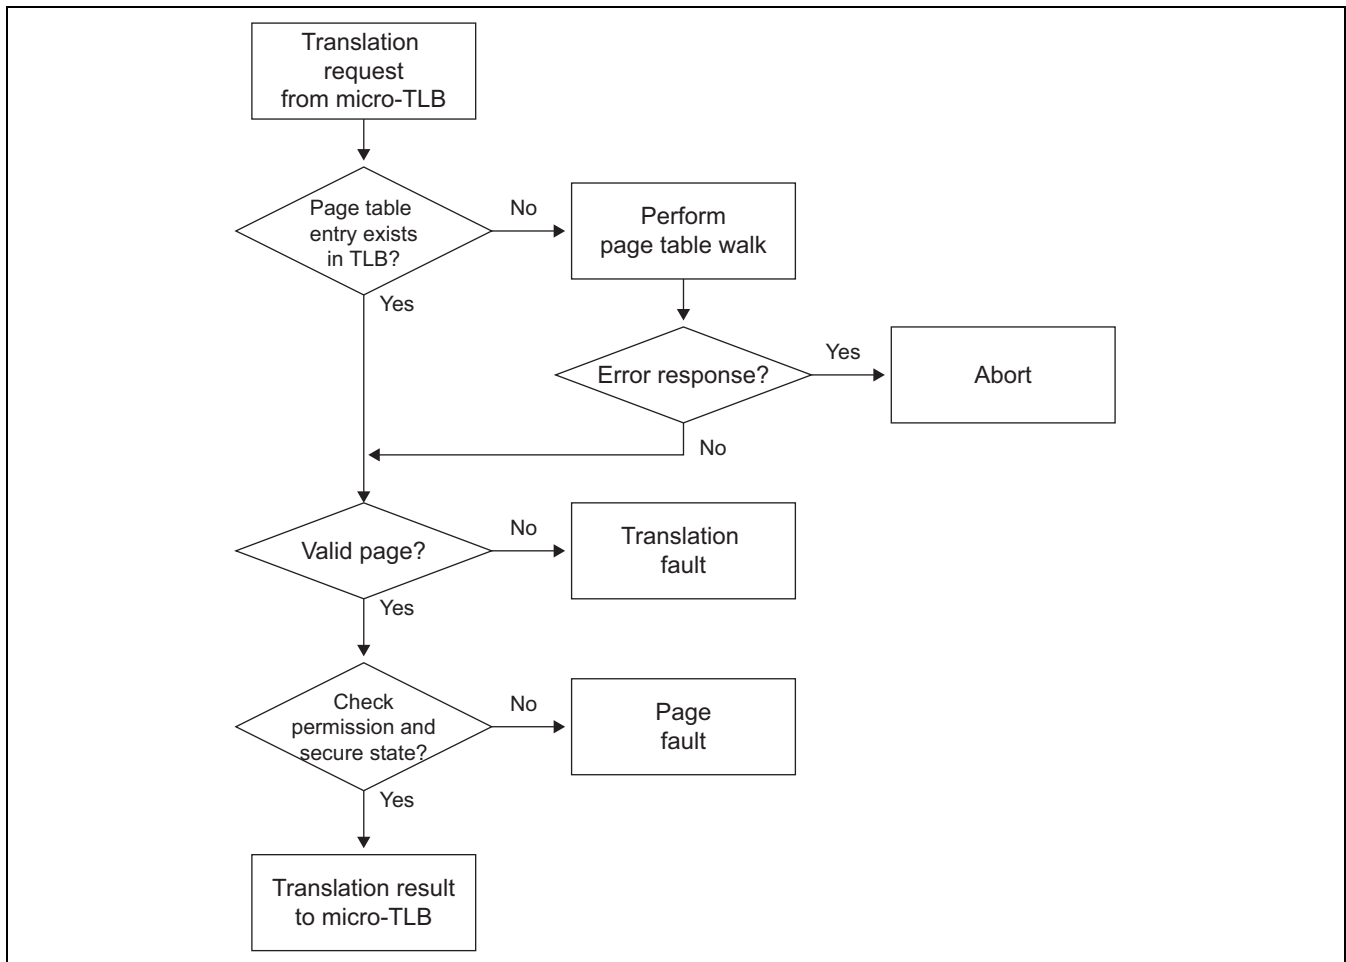 Translation
request
from micro-TLB
Page table
entry exists
in TLB?
No
Perform
page table walk
Yes
Error response?
Yes
Abort
No
Valid page?
No
Translation
fault
Yes
Check
permission and
secure state?
No
Page
fault
Yes
Translation result
to micro-TLB